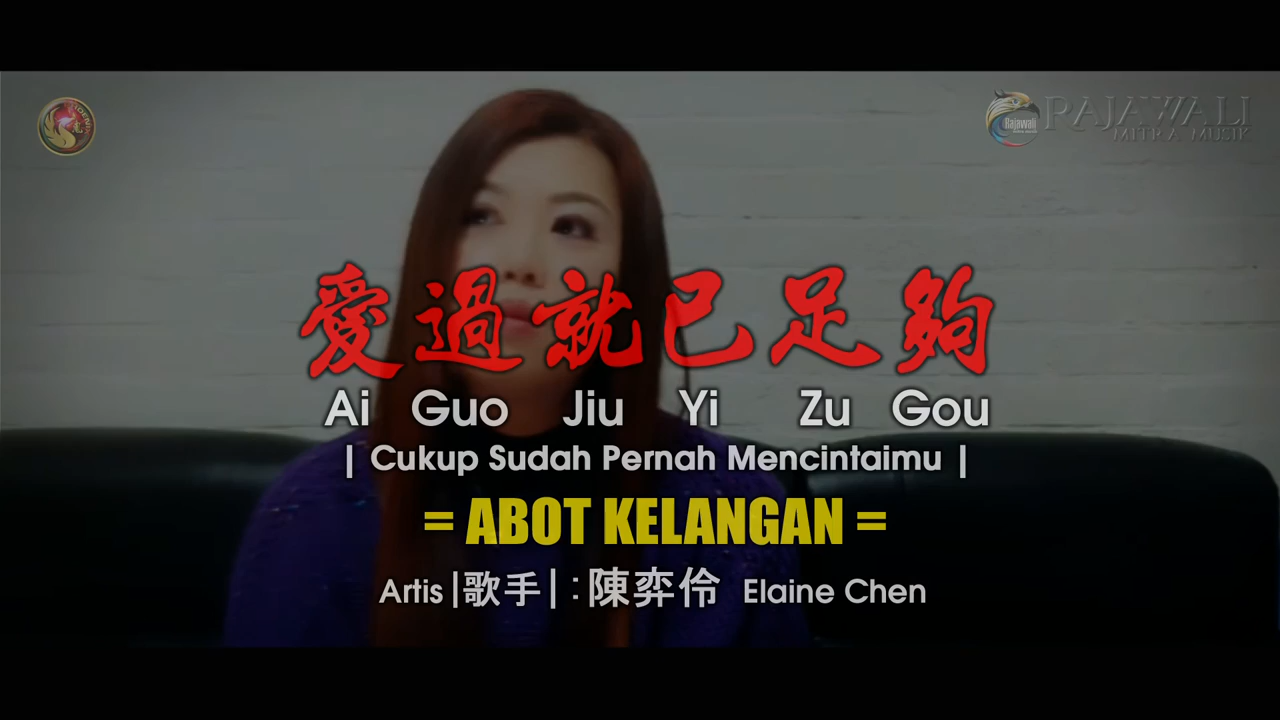 Rajawali
RAJAWALI
MITRA MUSIK
愛過就已足夠
Ai Guo Jiu Yi Zu Gou
| Cukup Sudah Pernah Mencintaimu |
= ABOT KELANGAN =
Artis |歌手| : 陳弈伶 Elaine Chen